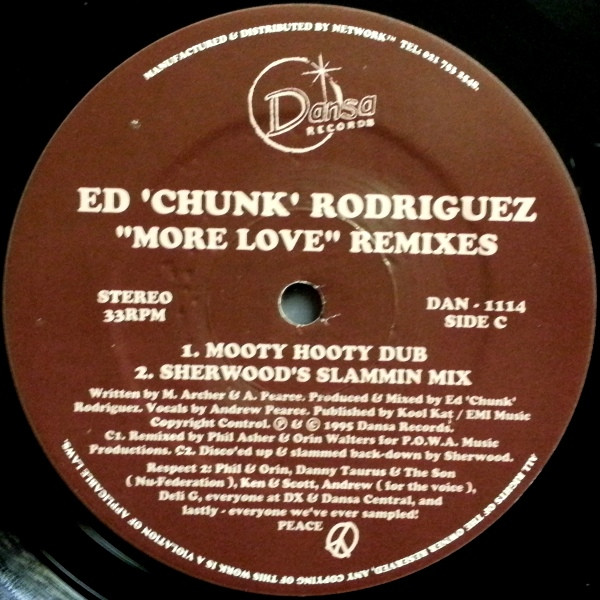 MANUFACTURED & DISTRIBUTED BY NETWORK™ TEL: 021 753 2540.
Dansa
RECORDS
ED 'CHUNK' RODRIGUEZ
"MORE LOVE" REMIXES
STEREO
33RPM
DAN - 1114
SIDE C
1. MOOTY HOOTY DUB
2. SHERWOOD'S SLAMMIN MIX
Written by M. Archer & A. Pearce. Produced & Mixed by Ed 'Chunk'
Rodriguez. Vocals by Andrew Pearce. Published by Kool Kat / EMI Music
Copyright Control. Ⓟ & © 1995 Dansa Records.
C1. Remixed by Phil Asher & Orin Walters for P.O.W.A. Music
Productions. C2. Disco'ed up & slammed back-down by Sherwood.
Respect 2: Phil & Orin, Danny Taurus & The Son
( Nu-Federation ), Ken & Scott, Andrew ( for the voice ),
Deli G, everyone at DX & Dansa Central, and
lastly - everyone we've ever sampled!
PEACE
ALL RIGHTS OF THE OWNER RESERVED, ANY COPYING OF THIS WORK IS A VIOLATION OF APPLICABLE LAWS.